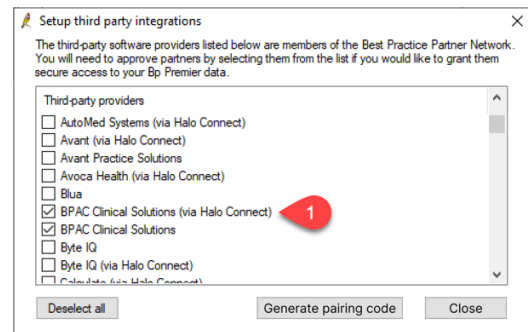 Setup third party integrations
The third-party software providers listed below are members of the Best Practice Partner Network.
You will need to approve partners by selecting them from the list if you would like to grant them
secure access to your Bp Premier data.
Third-party providers
AutoMed Systems (via Halo Connect)
Avant (via Halo Connect)
Avant Practice Solutions
Avoca Health (via Halo Connect)
Blua
BPAC Clinical Solutions (via Halo Connect)
1
BPAC Clinical Solutions
Byte IQ
Byte IQ (via Halo Connect)
Calculate (via Halo Connect)
Deselect all
Generate pairing code
Close